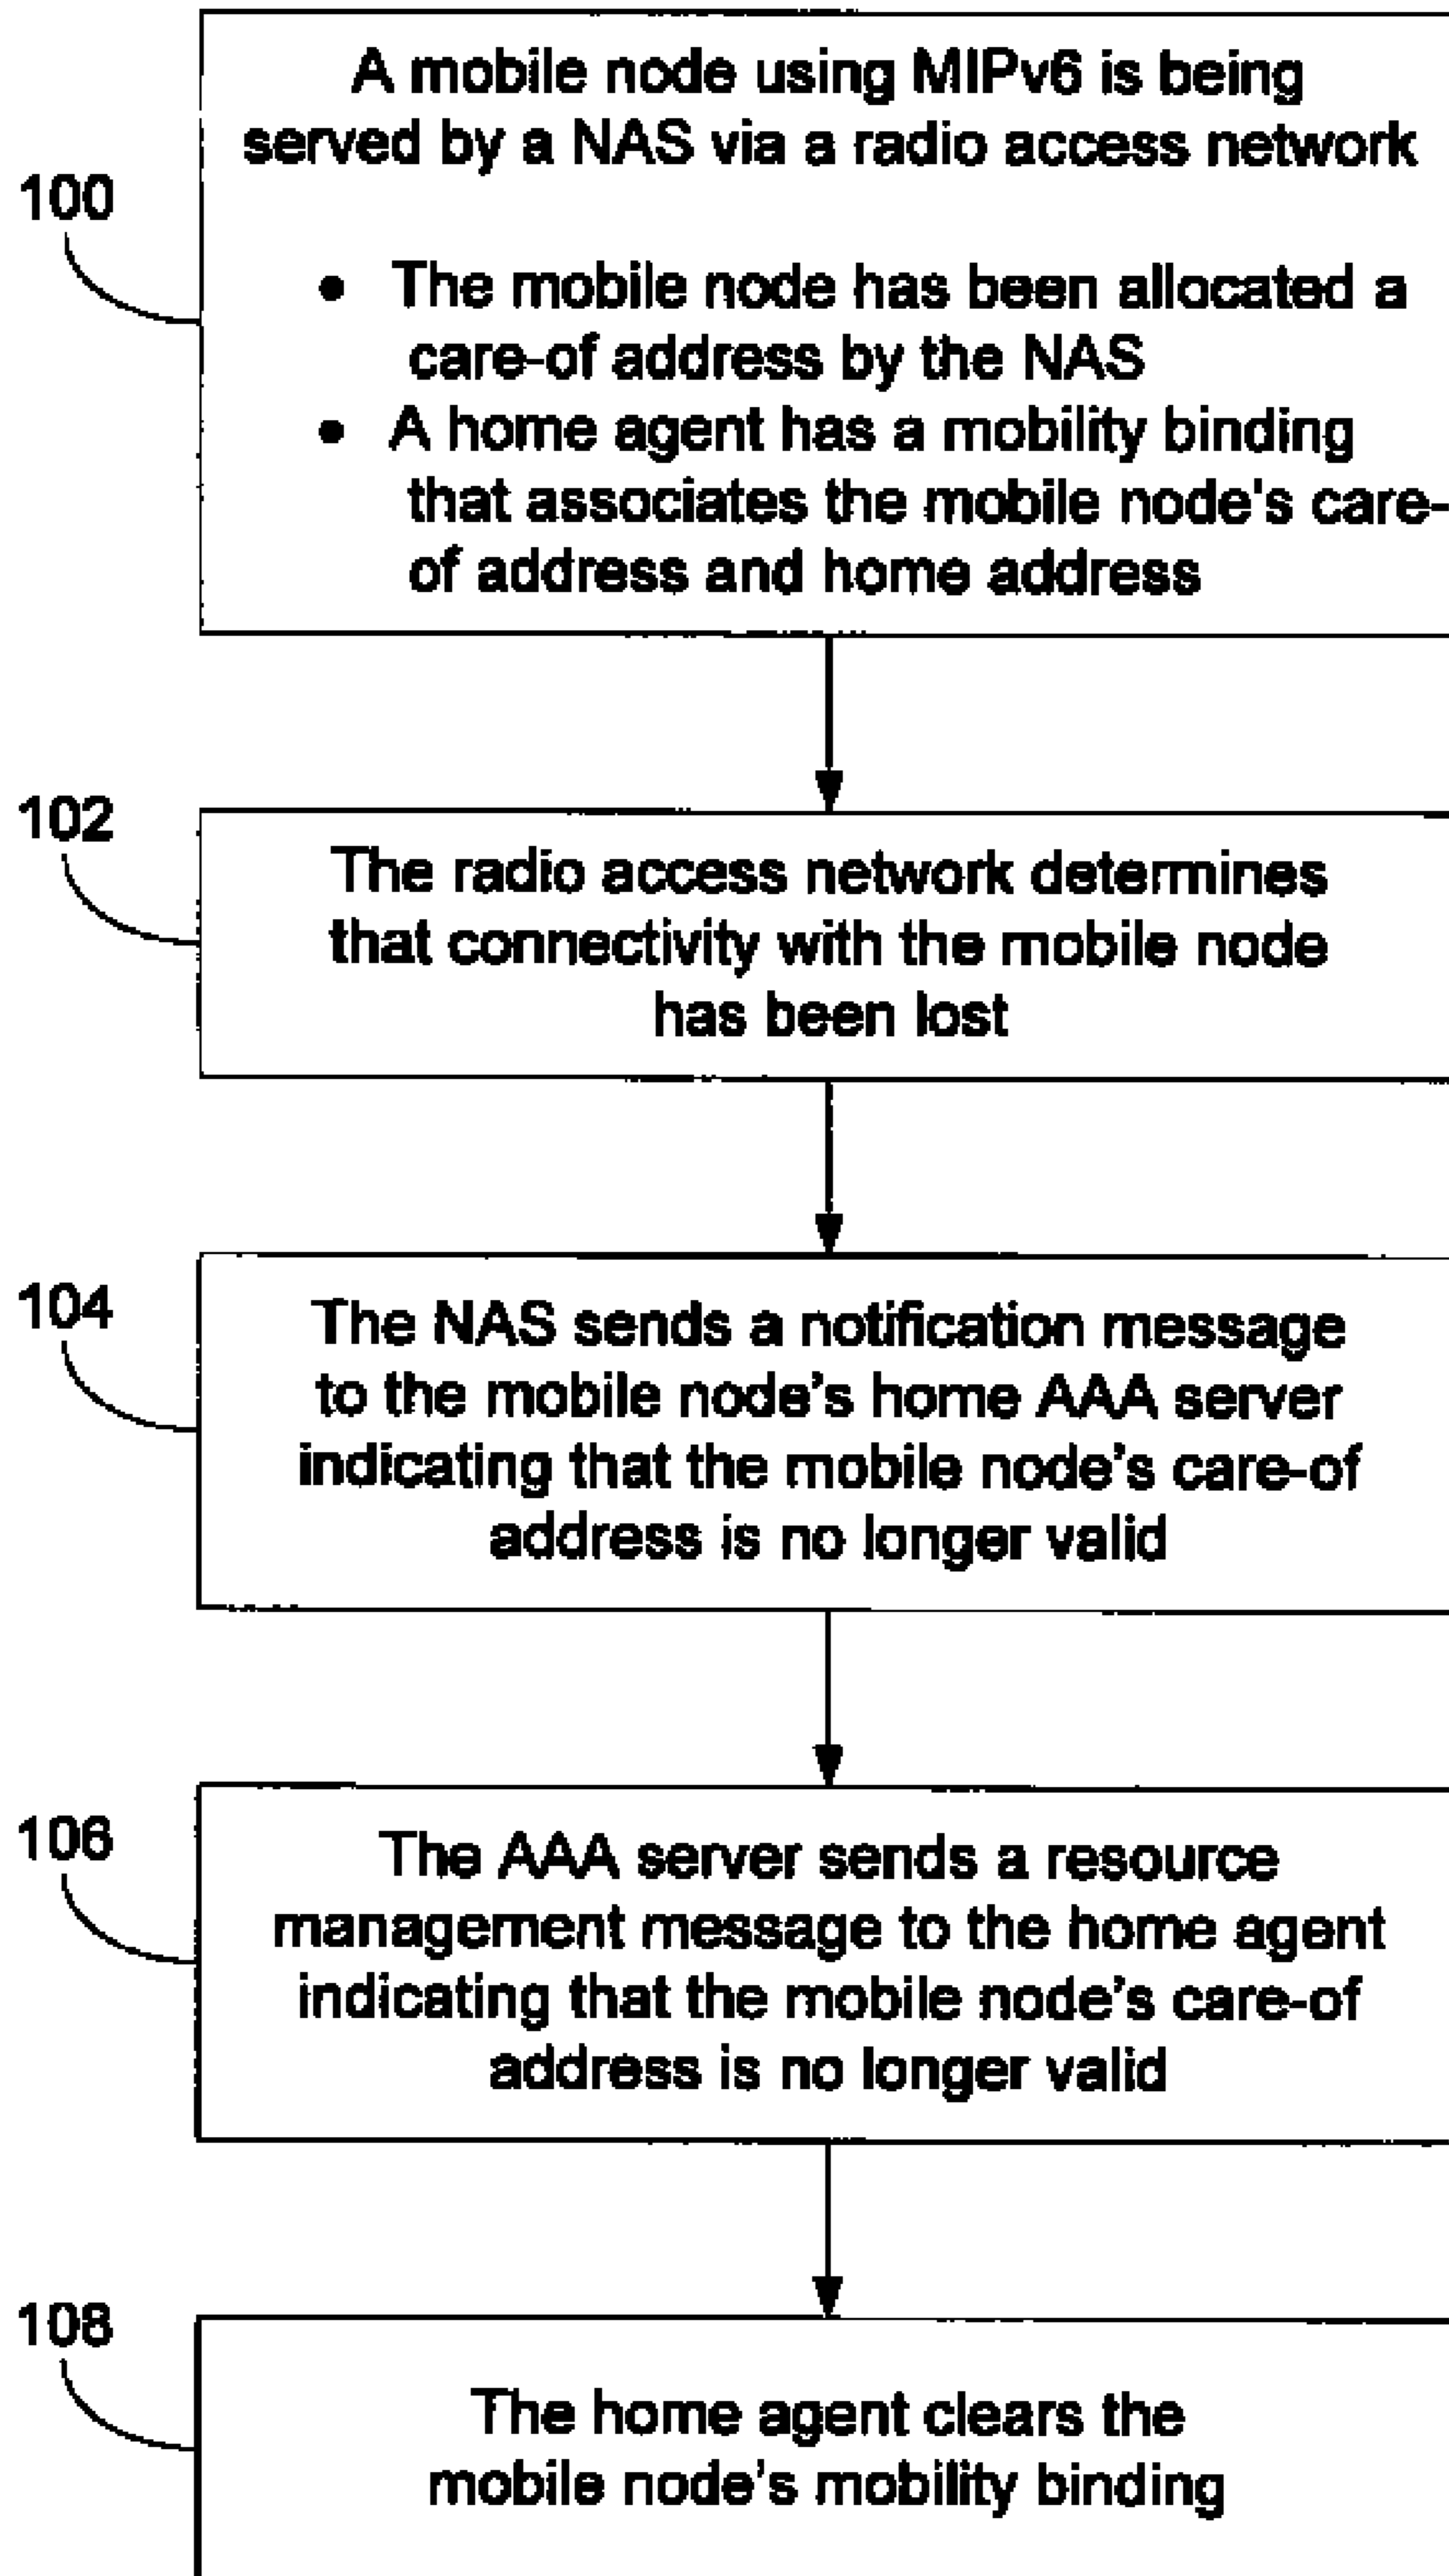 A mobile node using MIPv6 is being
served by a NAS via a radio access network
100
• The mobile node has been allocated a
care-of address by the NAS
• A home agent has a mobility binding
that associates the mobile node's care-
of address and home address
102
The radio access network determines
that connectivity with the mobile node
has been lost
104
The NAS sends a notification message
to the mobile node's home AAA server
indicating that the mobile node's care-of
address is no longer valid
106
The AAA server sends a resource
management message to the home agent
indicating that the mobile node's care-of
address is no longer valid
108
The home agent clears the
mobile node's mobility binding